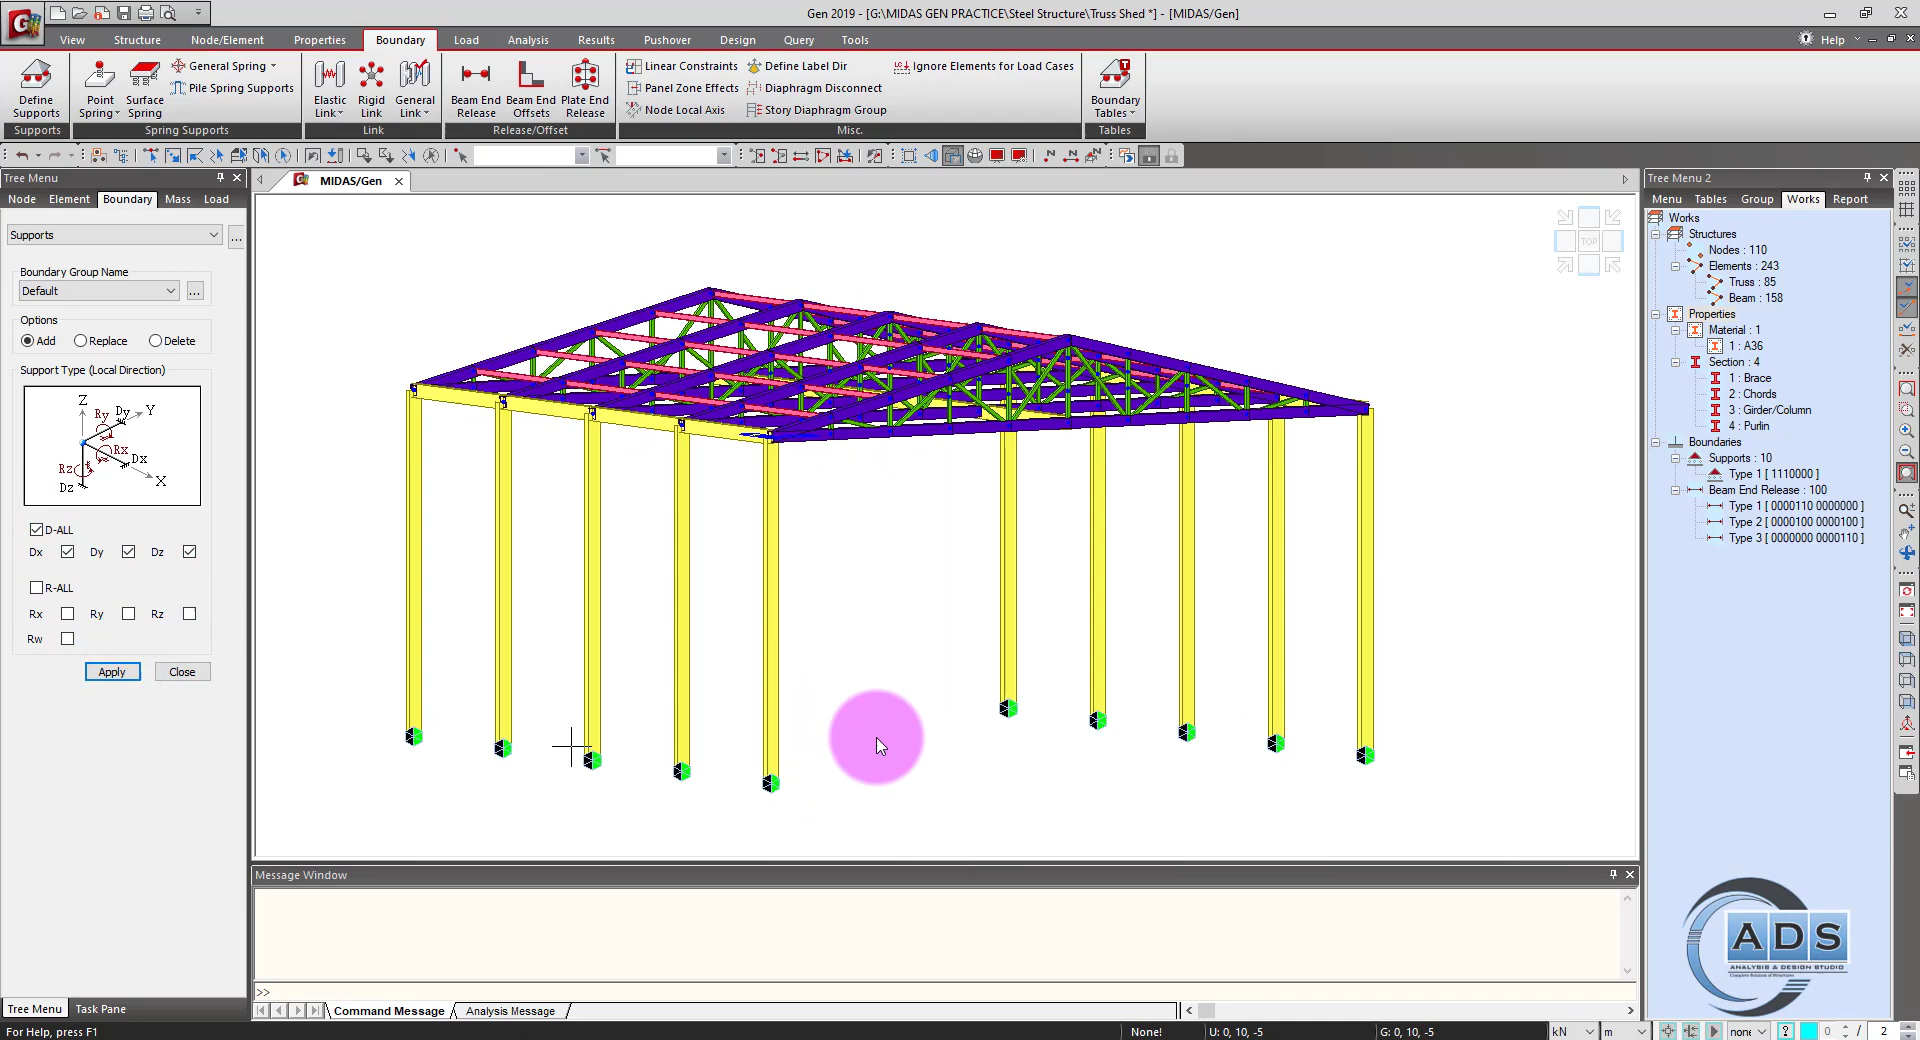 Gen 2019 - [G:\MIDAS GEN PRACTICE\Steel Structure\Truss Shed *] - [MIDAS/Gen]
View Structure Node/Element Properties Boundary Load Analysis Results Pushover Design Query Tools Help
Define Supports
Point Spring
Surface Spring
General Spring
Pile Spring Supports
Elastic Link
Rigid Link
General Link
Beam End Release
Beam End Offsets
Plate End Release
Linear Constraints
Panel Zone Effects
Node Local Axis
Define Label Dir
Diaphragm Disconnect
Story Diaphragm Group
Ignore Elements for Load Cases
Boundary Tables
Supports Spring Supports Link Release/Offset Misc. Tables
Tree Menu
Node Element Boundary Mass Load
Supports
...
Boundary Group Name
Default
...
Options
Add Replace Delete
Support Type (Local Direction)
Z
Y
Dy
Ry
Rx
Dx
Rz
X
Dz
D-ALL
Dx Dy Dz
R-ALL
Rx Ry Rz
Rw
Apply Close
Tree Menu Task Pane
MIDAS/Gen
TOP
Message Window
>>
Command Message Analysis Message
Tree Menu 2
Menu Tables Group Works Report
Works
Structures
Nodes : 110
Elements : 243
Truss : 85
Beam : 158
Properties
Material : 1
1 : A36
Section : 4
1 : Brace
2 : Chords
3 : Girder/Column
4 : Purlin
Boundaries
Supports : 10
Type 1 [ 1110000 ]
Beam End Release : 100
Type 1 [ 0000110 0000000 ]
Type 2 [ 0000100 0000100 ]
Type 3 [ 0000000 0000110 ]
ADS
ANALYSIS & DESIGN STUDIO
For Help, press F1
None! U: 0, 10, -5 G: 0, 10, -5 kN m none ? 0 / 2